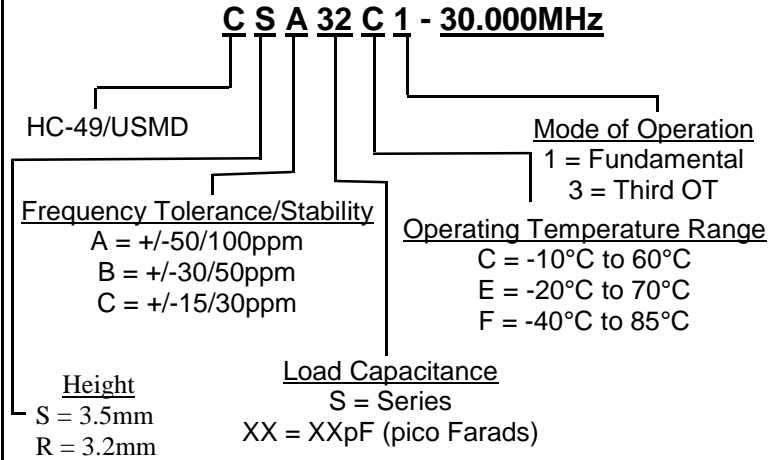 C S A 32 C 1 - 30.000MHz
HC-49/USMD
Mode of Operation
1 = Fundamental
3 = Third OT
Frequency Tolerance/Stability
A = +/-50/100ppm
B = +/-30/50ppm
C = +/-15/30ppm
Operating Temperature Range
C = -10°C to 60°C
E = -20°C to 70°C
F = -40°C to 85°C
Load Capacitance
S = Series
XX = XXpF (pico Farads)
Height
S = 3.5mm
R = 3.2mm